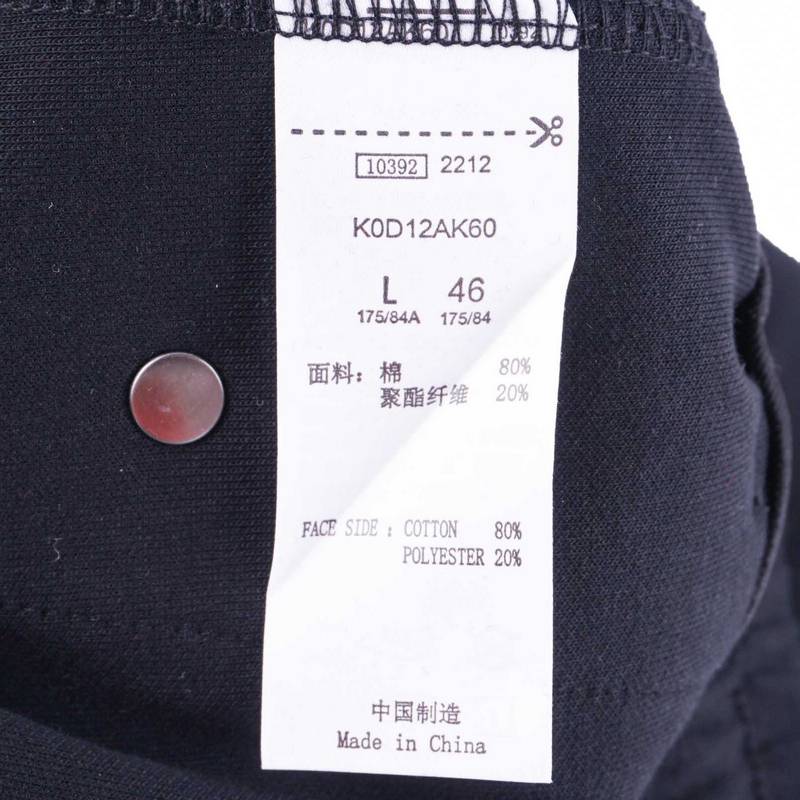 10392 2212
K0D12AK60
L 46
175/84A 175/84
面料: 棉 80%
聚酯纤维 20%
FACE SIDE : COTTON 80%
POLYESTER 20%
中国制造
Made in China